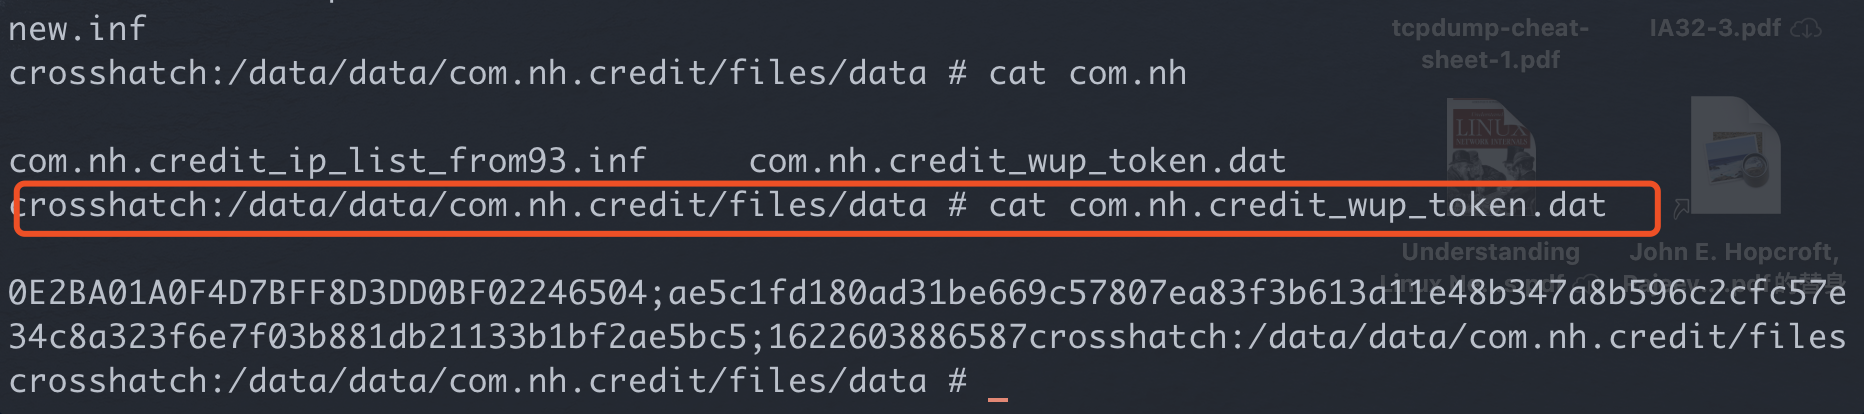 new.inf
tcpdump-cheat-
sheet-1.pdf
IA32-3.pdf
crosshatch:/data/data/com.nh.credit/files/data # cat com.nh
LINUX
com.nh.credit_ip_list_from93.inf com.nh.credit_wup_token.dat
crosshatch:/data/data/com.nh.credit/files/data # cat com.nh.credit_wup_token.dat
Understanding
John E. Hopcroft,
0E2BA01A0F4D7BFF8D3DD0BF02246504;ae5c1fd180ad31be669c57807ea83f3b613a11e48b347a8b596c2cfc57e
34c8a323f6e7f03b881db21133b1bf2ae5bc5;1622603886587crosshatch:/data/data/com.nh.credit/files
crosshatch:/data/data/com.nh.credit/files/data #